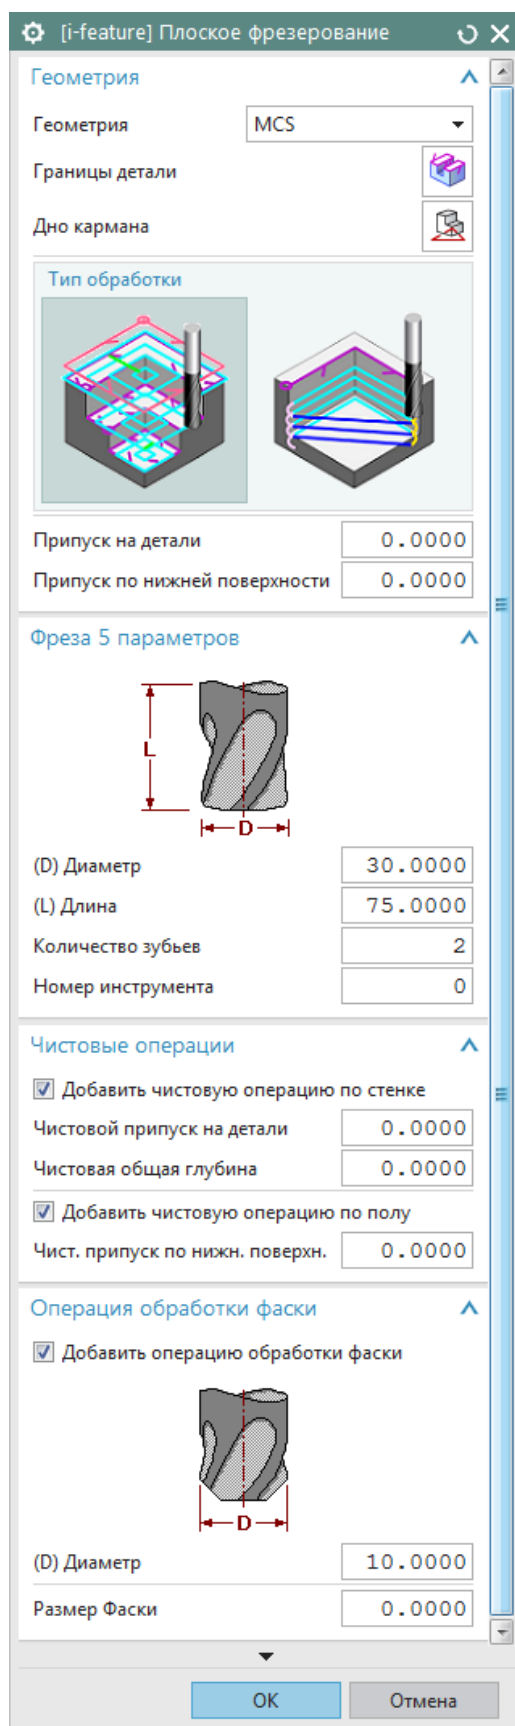 [i-feature] Плоское фрезерование
Геометрия
Геометрия MCS
Границы детали
Дно кармана
Тип обработки
Припуск на детали 0.0000
Припуск по нижней поверхности 0.0000
Фреза 5 параметров
L
D
(D) Диаметр 30.0000
(L) Длина 75.0000
Количество зубьев 2
Номер инструмента 0
Чистовые операции
Добавить чистовую операцию по стенке
Чистовой припуск на детали 0.0000
Чистовая общая глубина 0.0000
Добавить чистовую операцию по полу
Чист. припуск по нижн. поверхн. 0.0000
Операция обработки фаски
Добавить операцию обработки фаски
D
(D) Диаметр 10.0000
Размер Фаски 0.0000
OK Отмена